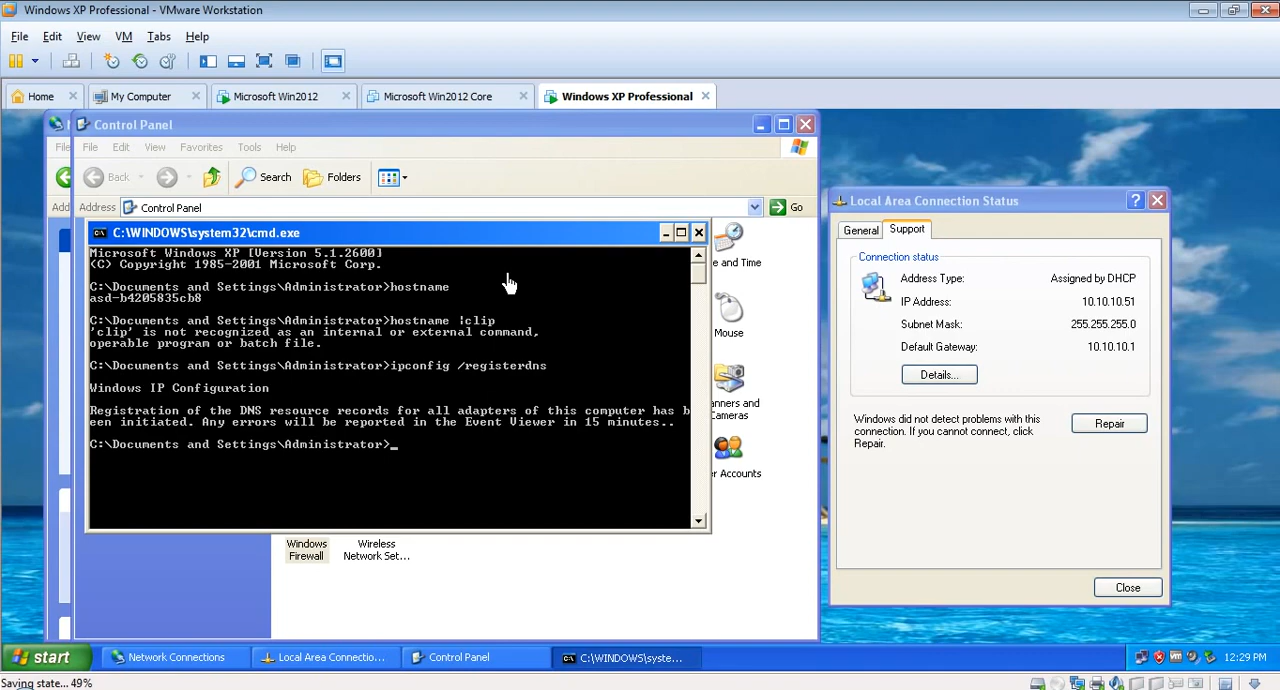 Windows XP Professional - VMware Workstation
File Edit View VM Tabs Help
Home My Computer Microsoft Win2012 Microsoft Win2012 Core Windows XP Professional
Control Panel
File
File Edit View Favorites Tools Help
Back Search Folders
Add
Address Control Panel Go
C:\WINDOWS\system32\cmd.exe
Microsoft Windows XP [Version 5.1.2600]
(C) Copyright 1985-2001 Microsoft Corp.
C:\Documents and Settings\Administrator>hostname
asd-b4205835cb8
C:\Documents and Settings\Administrator>hostname |clip
'clip' is not recognized as an internal or external command,
operable program or batch file.
C:\Documents and Settings\Administrator>ipconfig /registerdns
Windows IP Configuration
Registration of the DNS resource records for all adapters of this computer has b
een initiated. Any errors will be reported in the Event Viewer in 15 minutes..
C:\Documents and Settings\Administrator>_
e and Time
Mouse
anners and
Cameras
er Accounts
Windows
Firewall
Wireless
Network Set...
Local Area Connection Status
General Support
Connection status
Address Type: Assigned by DHCP
IP Address: 10.10.10.51
Subnet Mask: 255.255.255.0
Default Gateway: 10.10.10.1
Details...
Windows did not detect problems with this
connection. If you cannot connect, click
Repair.
Repair
Close
start Network Connections Local Area Connectio... Control Panel C:\WINDOWS\syste... 12:29 PM
Saving state... 49%